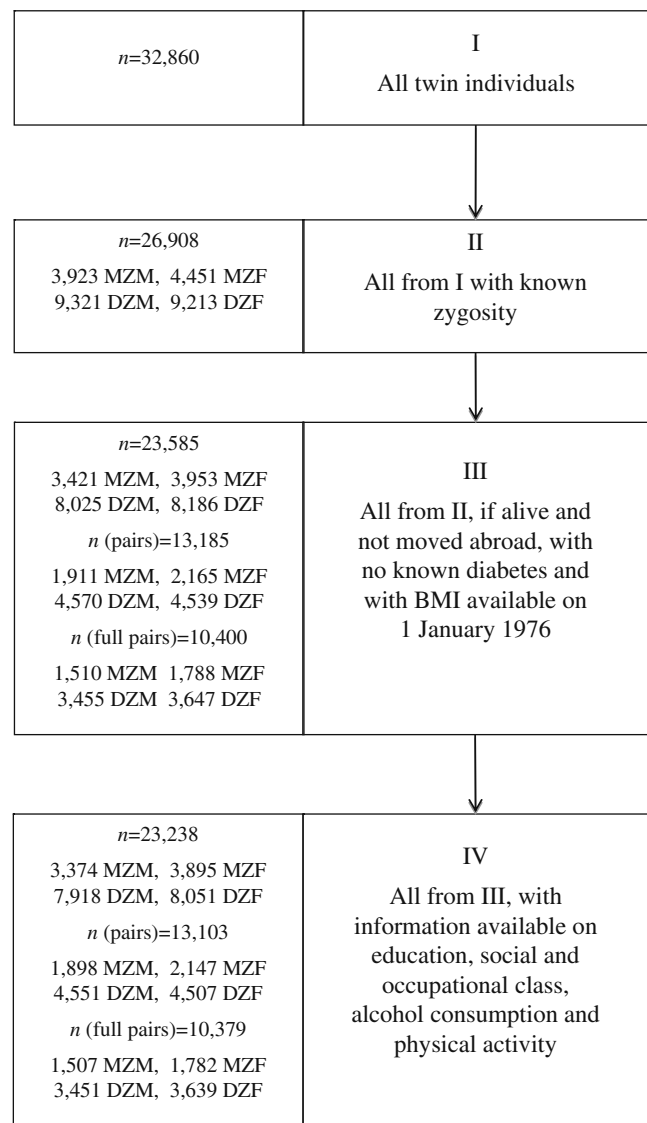 n=32,860
I
All twin individuals
n=26,908
3,923 MZM, 4,451 MZF
9,321 DZM, 9,213 DZF
II
All from I with known
zygosity
n=23,585
3,421 MZM, 3,953 MZF
8,025 DZM, 8,186 DZF
n (pairs)=13,185
1,911 MZM, 2,165 MZF
4,570 DZM, 4,539 DZF
n (full pairs)=10,400
1,510 MZM 1,788 MZF
3,455 DZM 3,647 DZF
III
All from II, if alive and
not moved abroad, with
no known diabetes and
with BMI available on
1 January 1976
n=23,238
3,374 MZM, 3,895 MZF
7,918 DZM, 8,051 DZF
n (pairs)=13,103
1,898 MZM, 2,147 MZF
4,551 DZM, 4,507 DZF
n (full pairs)=10,379
1,507 MZM, 1,782 MZF
3,451 DZM, 3,639 DZF
IV
All from III, with
information available on
education, social and
occupational class,
alcohol consumption and
physical activity